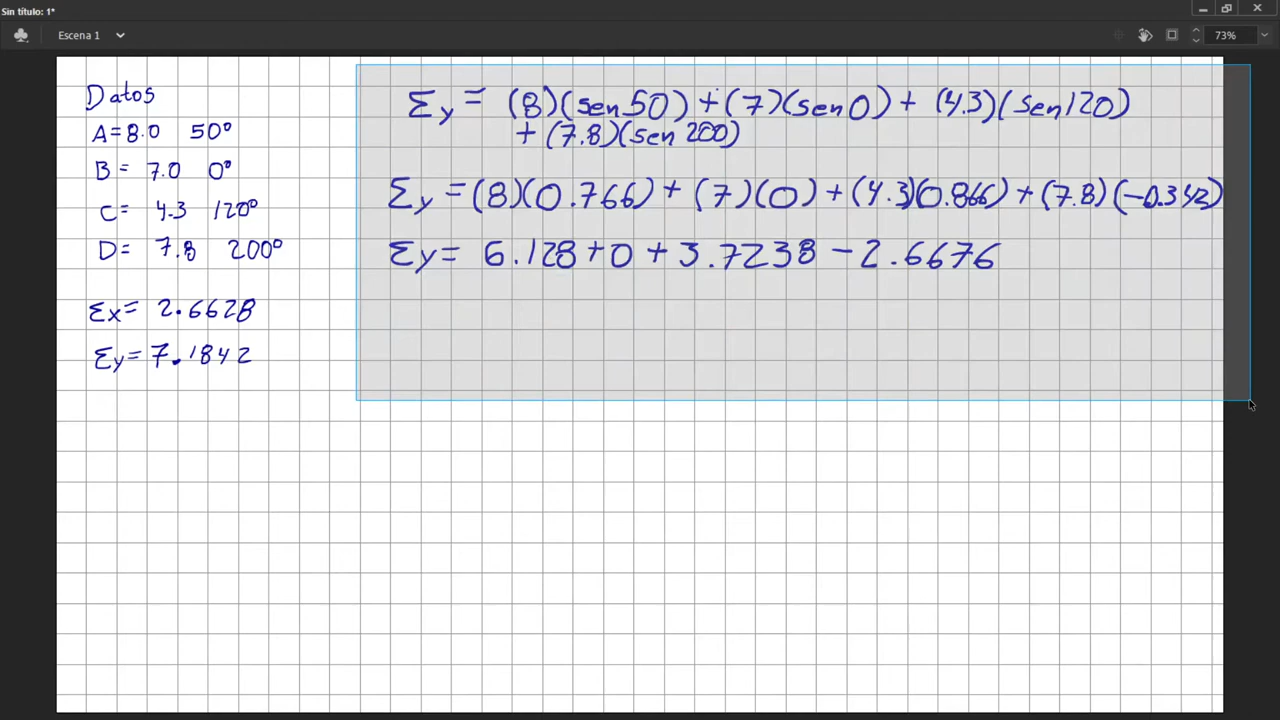 Sin título: 1*
Escena 1
73%
Datos
A=8.0 50°
B= 7.0 0°
C= 4.3 120°
D= 7.8 200°
Σx= 2.6628
Σy= 7.1842
Σy = (8)(sen 50) + (7)(sen 0) + (4.3)(sen 120)
+ (7.8)(sen 200)
Σy = (8)(0.766) + (7)(0) + (4.3)(0.866) + (7.8)(-0.342)
Σy = 6.128 + 0 + 3.7238 - 2.6676